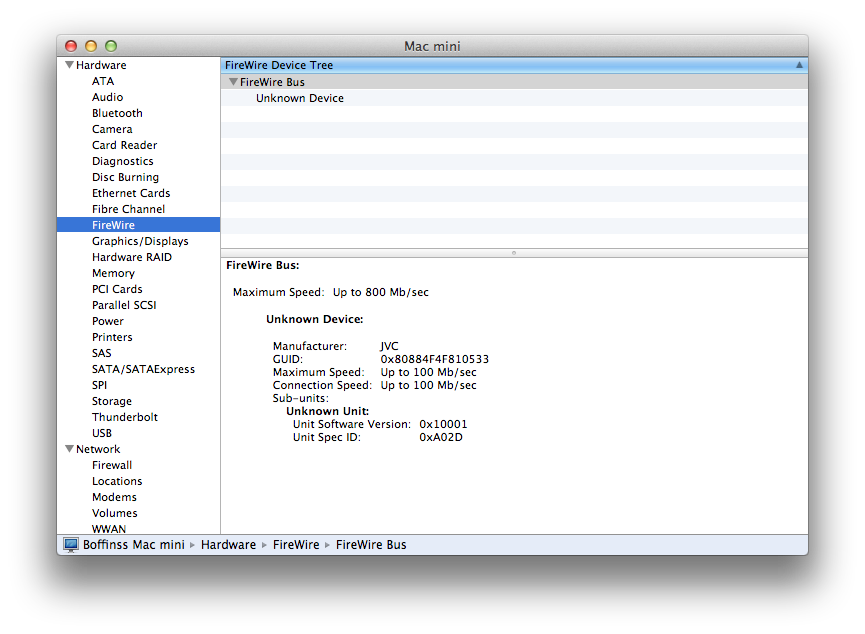 Mac mini
Hardware
ATA
Audio
Bluetooth
Camera
Card Reader
Diagnostics
Disc Burning
Ethernet Cards
Fibre Channel
FireWire
Graphics/Displays
Hardware RAID
Memory
PCI Cards
Parallel SCSI
Power
Printers
SAS
SATA/SATAExpress
SPI
Storage
Thunderbolt
USB
Network
Firewall
Locations
Modems
Volumes
WWAN
FireWire Device Tree
FireWire Bus
Unknown Device
FireWire Bus:
Maximum Speed: Up to 800 Mb/sec
Unknown Device:
Manufacturer: JVC
GUID: 0x80884F4F810533
Maximum Speed: Up to 100 Mb/sec
Connection Speed: Up to 100 Mb/sec
Sub-units:
Unknown Unit:
Unit Software Version: 0x10001
Unit Spec ID: 0xA02D
Boffinss Mac mini Hardware FireWire FireWire Bus